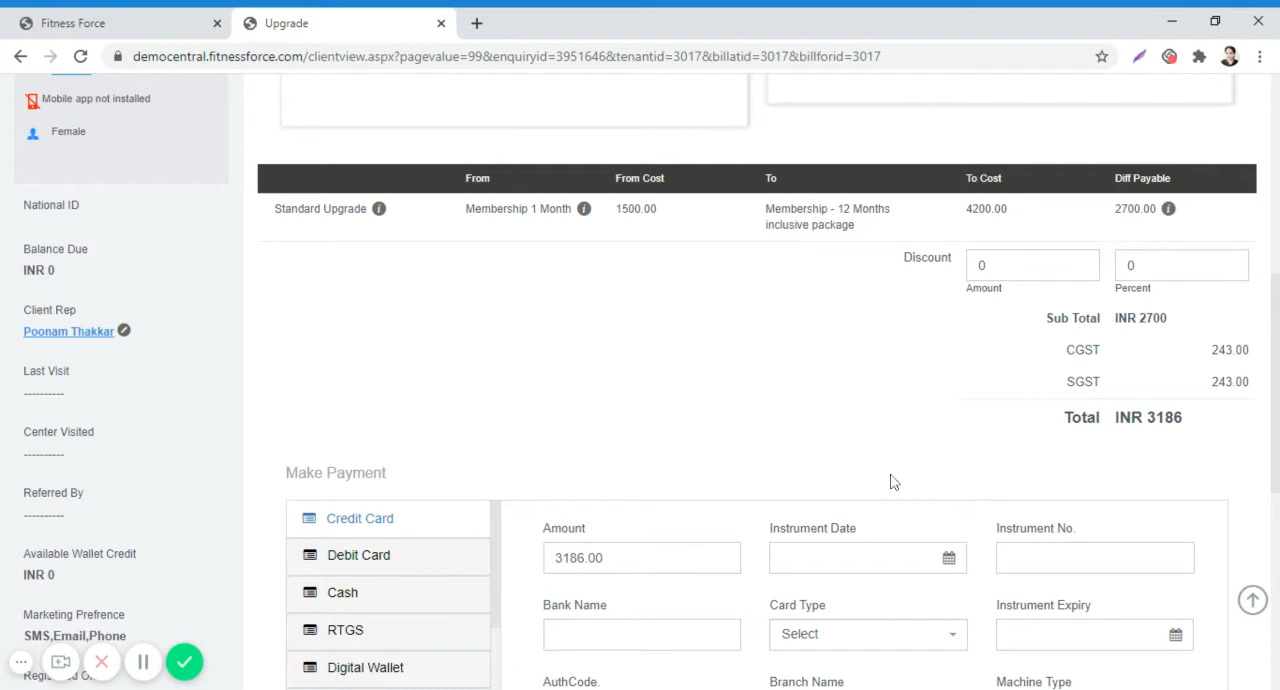 Fitness Force
Upgrade
democentral.fitnessforce.com/clientview.aspx?pagevalue=99&enquiryid=3951646&tenantid=3017&billatid=3017&billforid=3017
Mobile app not installed
Female
National ID
Balance Due
INR 0
Client Rep
Poonam Thakkar
Last Visit
----------
Center Visited
----------
Referred By
----------
Available Wallet Credit
INR 0
Marketing Prefrence
SMS,Email,Phone
From From Cost To To Cost Diff Payable
Standard Upgrade Membership 1 Month 1500.00 Membership - 12 Months 4200.00 2700.00
inclusive package
Discount 0 0
Amount Percent
Sub Total INR 2700
CGST 243.00
SGST 243.00
Total INR 3186
Make Payment
Credit Card
Debit Card
Cash
RTGS
Digital Wallet
Amount Instrument Date Instrument No.
3186.00
Bank Name Card Type Instrument Expiry
Select
AuthCode. Branch Name Machine Type